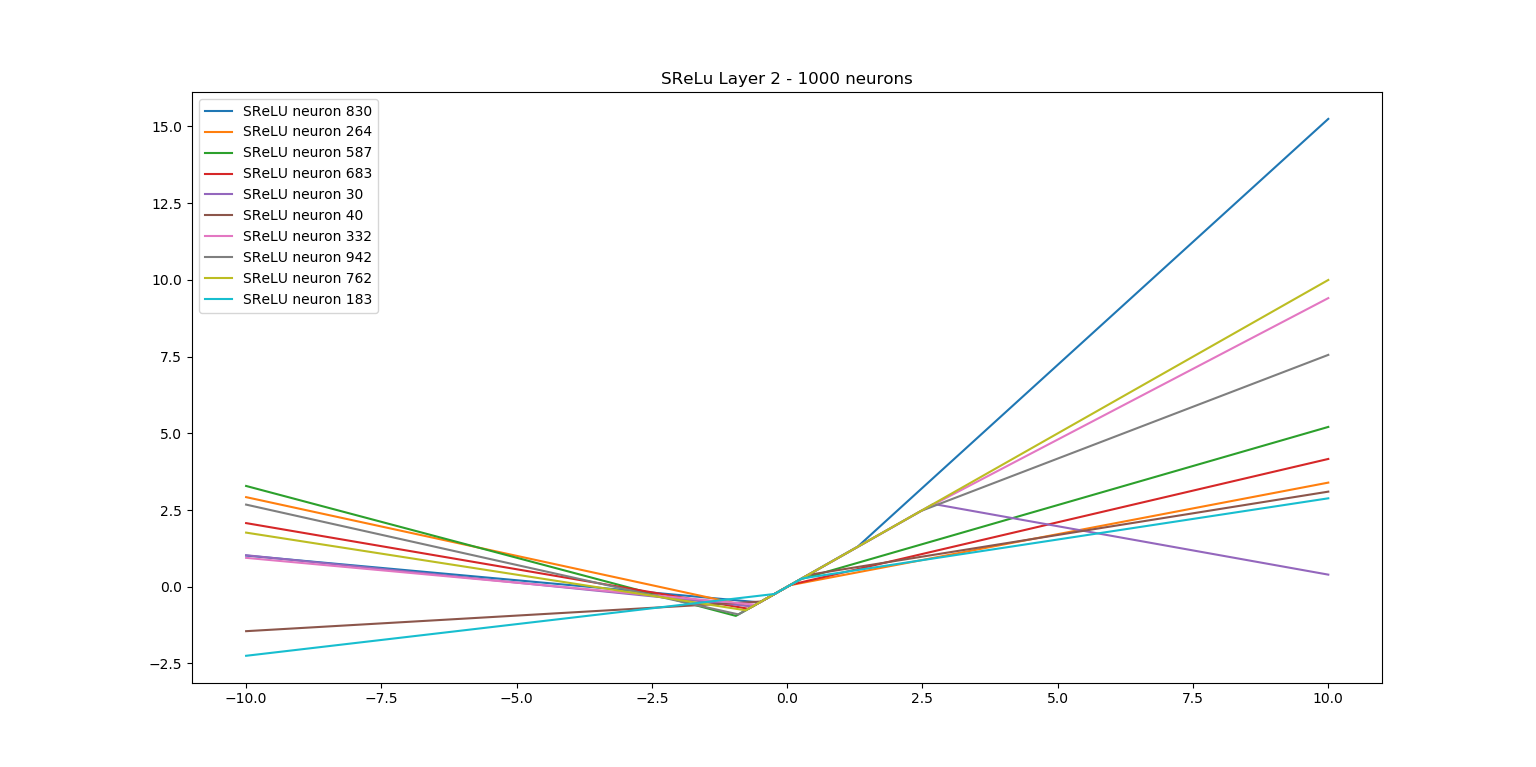 SReLu Layer 2 - 1000 neurons
SReLU neuron 830
SReLU neuron 264
SReLU neuron 587
SReLU neuron 683
SReLU neuron 30
SReLU neuron 40
SReLU neuron 332
SReLU neuron 942
SReLU neuron 762
SReLU neuron 183
15.0
12.5
10.0
7.5
5.0
2.5
0.0
−2.5
−10.0 −7.5 −5.0 −2.5 0.0 2.5 5.0 7.5 10.0